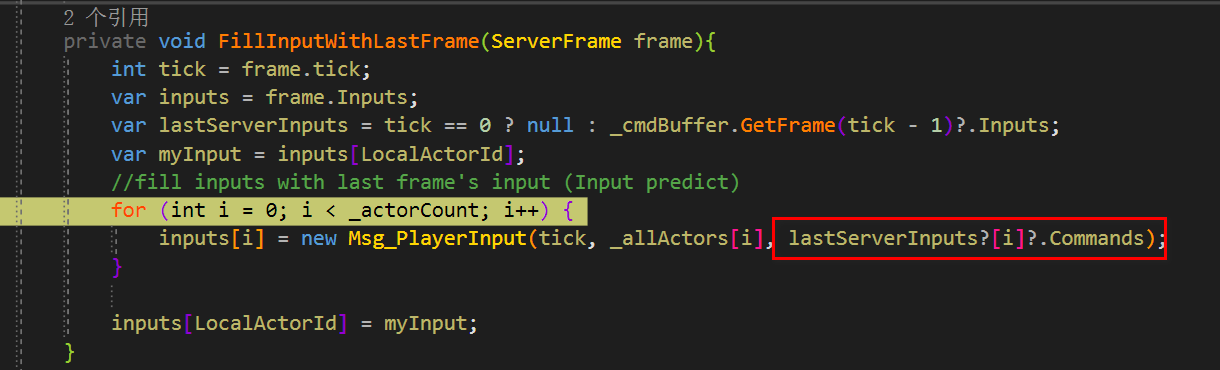 2 个引用
private void FillInputWithLastFrame(ServerFrame frame){
int tick = frame.tick;
var inputs = frame.Inputs;
var lastServerInputs = tick == 0 ? null : _cmdBuffer.GetFrame(tick - 1)?.Inputs;
var myInput = inputs[LocalActorId];
//fill inputs with last frame's input (Input predict)
for (int i = 0; i < _actorCount; i++) {
inputs[i] = new Msg_PlayerInput(tick, _allActors[i], lastServerInputs?[i]?.Commands);
}
inputs[LocalActorId] = myInput;
}